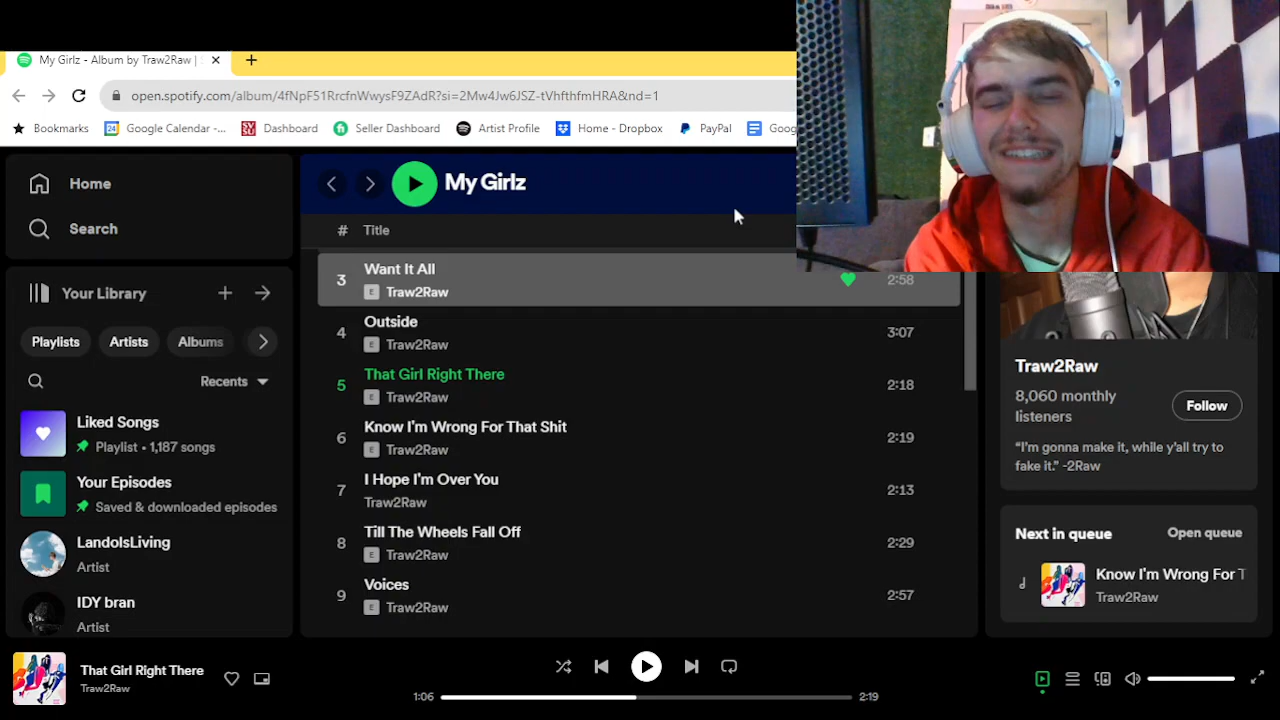 My Girlz - Album by Traw2Raw |
open.spotify.com/album/4fNpF51RrcfnWwysF9ZAdR?si=2Mw4Jw6JSZ-tVhfthfmHRA&nd=1
Bookmarks Google Calendar -... Dashboard Seller Dashboard Artist Profile Home - Dropbox PayPal Goog
Home
Search
Your Library
Playlists Artists Albums
Recents
Liked Songs
Playlist • 1,187 songs
Your Episodes
Saved & downloaded episodes
LandoIsLiving
Artist
IDY bran
Artist
My Girlz
# Title
3 Want It All 2:58
E Traw2Raw
4 Outside 3:07
E Traw2Raw
5 That Girl Right There 2:18
E Traw2Raw
6 Know I'm Wrong For That Shit 2:19
E Traw2Raw
7 I Hope I'm Over You 2:13
Traw2Raw
8 Till The Wheels Fall Off 2:29
E Traw2Raw
9 Voices 2:57
E Traw2Raw
Traw2Raw
8,060 monthly
listeners
Follow
“I'm gonna make it, while y'all try to
fake it.” -2Raw
Next in queue Open queue
Know I'm Wrong For T
Traw2Raw
That Girl Right There
Traw2Raw
1:06 2:19